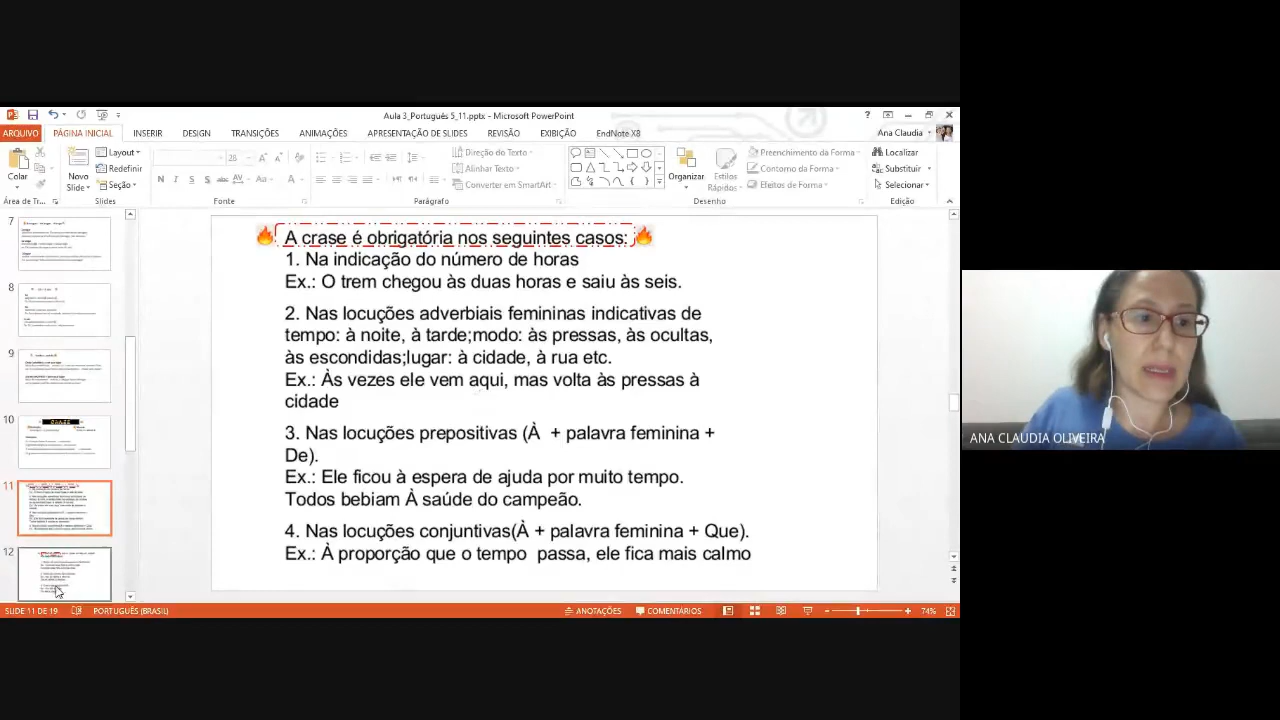 Aula 3_Português 5_11.pptx - Microsoft PowerPoint
ARQUIVO PÁGINA INICIAL INSERIR DESIGN TRANSIÇÕES ANIMAÇÕES APRESENTAÇÃO DE SLIDES REVISÃO EXIBIÇÃO EndNote X8 Ana Claudia
Colar
Novo
Slide
Layout
Redefinir
Seção
28
N I S S abc AV Aa A
Direção do Texto
Alinhar Texto
Converter em SmartArt
Organizar
Estilos
Rápidos
Preenchimento da Forma
Contorno da Forma
Efeitos de Forma
Localizar
Substituir
Selecionar
Área de Tr... Slides Fonte Parágrafo Desenho Edição
7
8
9
10
11
12
A crase é obrigatória nos seguintes casos:
1. Na indicação do número de horas
Ex.: O trem chegou às duas horas e saiu às seis.
2. Nas locuções adverbiais femininas indicativas de
tempo: à noite, à tarde;modo: às pressas, às ocultas,
às escondidas;lugar: à cidade, à rua etc.
Ex.: Às vezes ele vem aqui, mas volta às pressas à
cidade
3. Nas locuções prepositivas (À + palavra feminina +
De).
Ex.: Ele ficou à espera de ajuda por muito tempo.
Todos bebiam À saúde do campeão.
4. Nas locuções conjuntivas(À + palavra feminina + Que).
Ex.: À proporção que o tempo passa, ele fica mais calmo
SLIDE 11 DE 19 PORTUGUÊS (BRASIL) ANOTAÇÕES COMENTÁRIOS 74%
ANA CLAUDIA OLIVEIRA